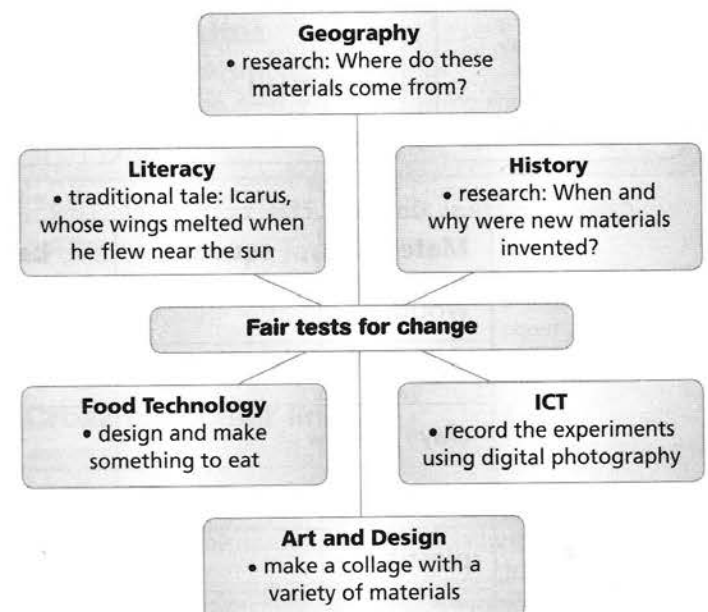 Geography
• research: Where do these
materials come from?
Literacy
• traditional tale: Icarus,
whose wings melted when
he flew near the sun
History
• research: When and
why were new materials
invented?
Fair tests for change
Food Technology
• design and make
something to eat
ICT
• record the experiments
using digital photography
Art and Design
• make a collage with a
variety of materials